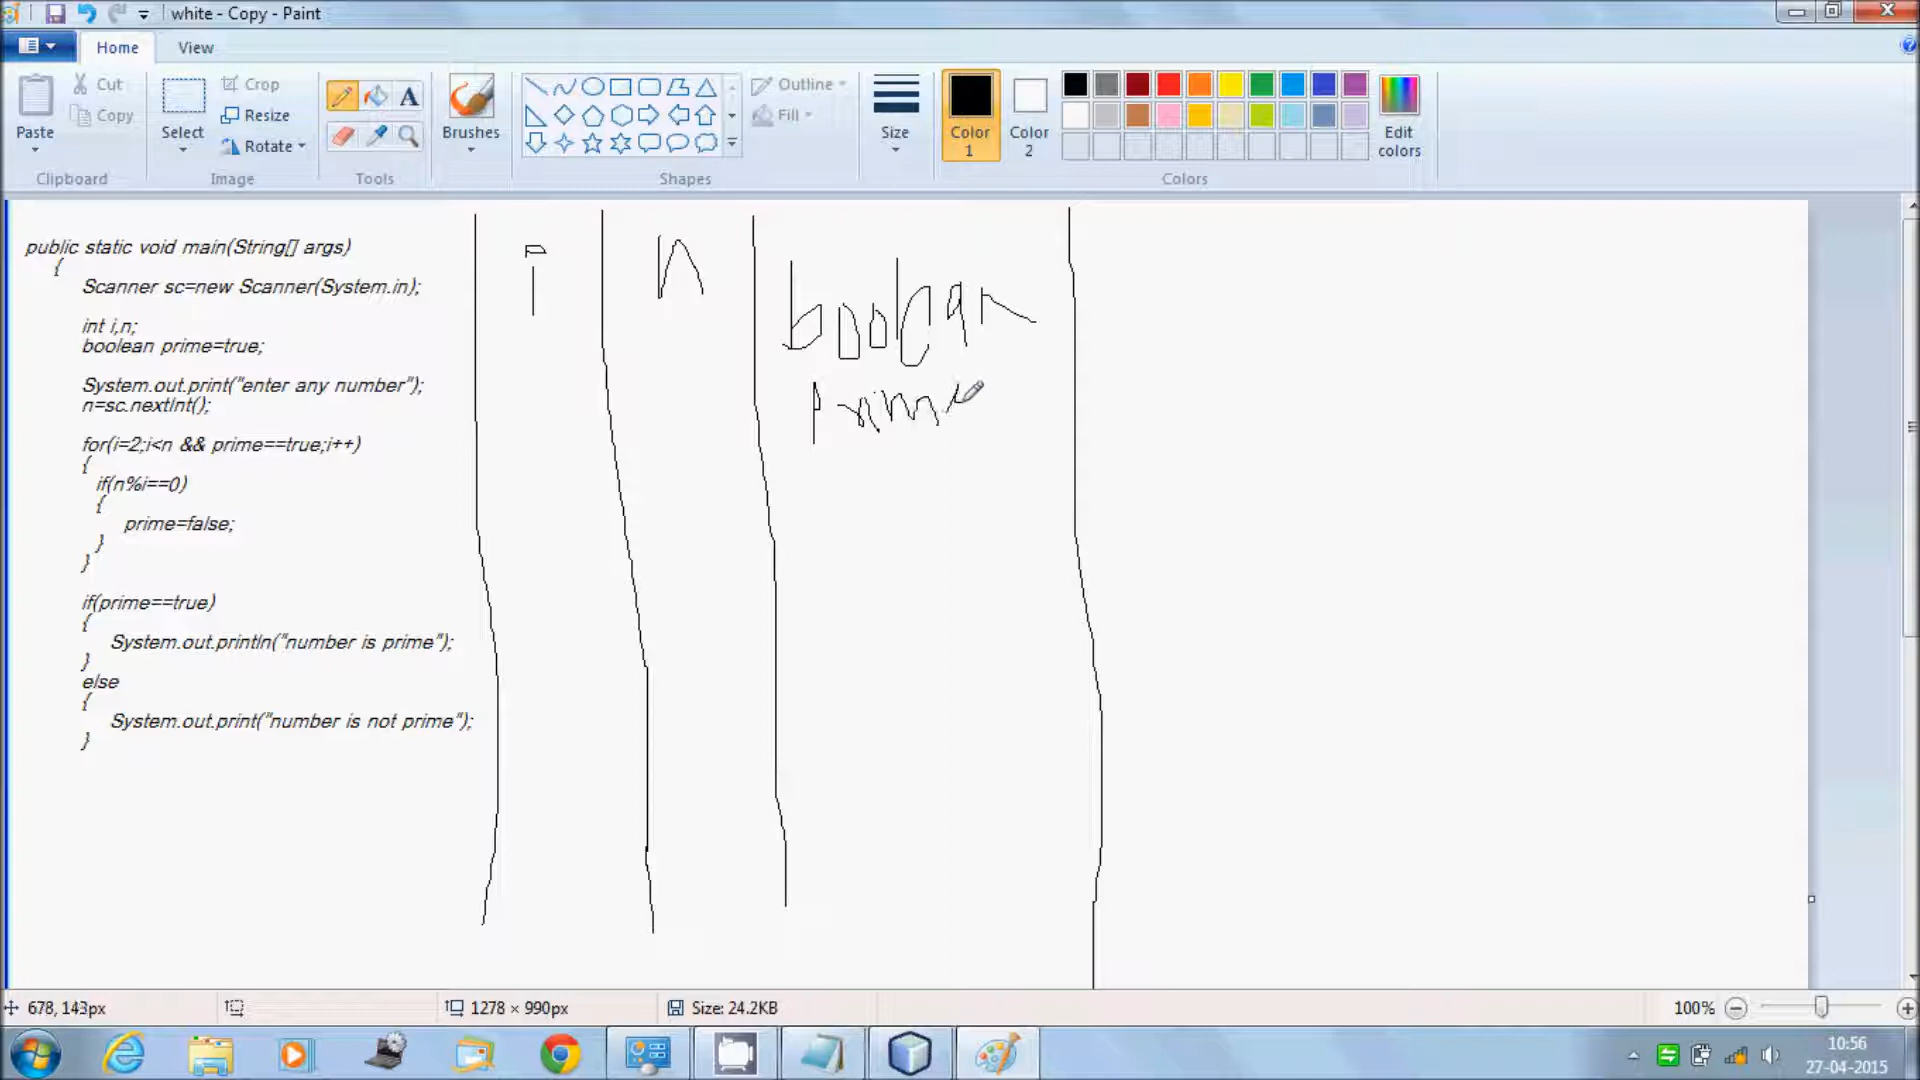 white - Copy - Paint
Home View
Cut
Copy
Paste
Clipboard
Crop
Resize
Rotate
Select
Image
Tools
Brushes
Outline
Fill
Shapes
Size
Color 1
Color 2
Edit colors
Colors
public static void main(String[] args)
{
Scanner sc=new Scanner(System.in);
int i,n;
boolean prime=true;
System.out.print("enter any number");
n=sc.nextInt();
for(i=2;i<n && prime==true;i++)
{
if(n%i==0)
{
prime=false;
}
}
if(prime==true)
{
System.out.println("number is prime");
}
else
{
System.out.print("number is not prime");
}
i n
boolean
prime
678, 143px 1278 × 990px Size: 24.2KB 100%
10:56
27-04-2015